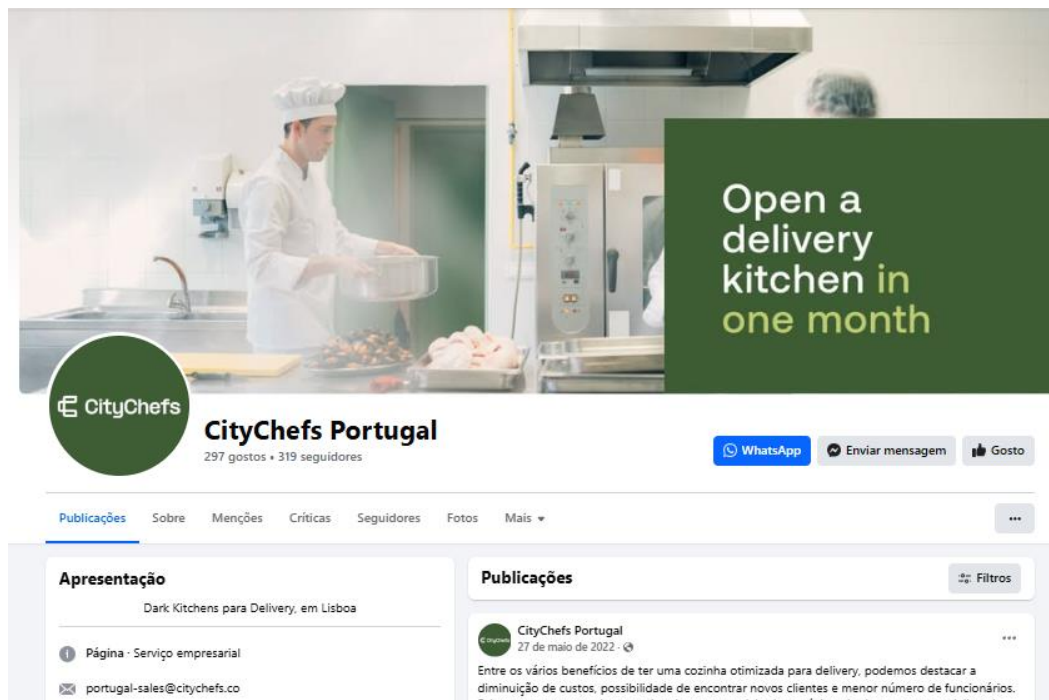 Open a
delivery
kitchen in
one month
CityChefs
CityChefs Portugal
297 gostos • 319 seguidores
WhatsApp
Enviar mensagem
Gosto
Publicações Sobre Menções Críticas Seguidores Fotos Mais
Apresentação
Dark Kitchens para Delivery, em Lisboa
Página · Serviço empresarial
portugal-sales@citychefs.co
Publicações
Filtros
CityChefs
CityChefs Portugal
27 de maio de 2022 ·
Entre os vários benefícios de ter uma cozinha otimizada para delivery, podemos destacar a
diminuição de custos, possibilidade de encontrar novos clientes e menor número de funcionários.